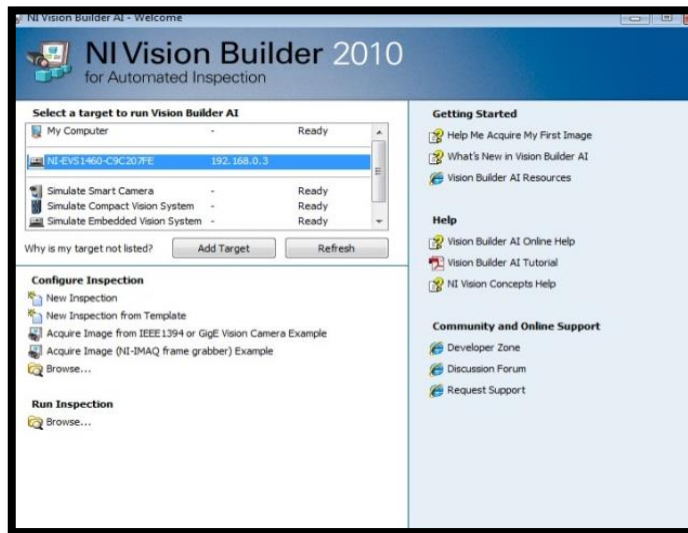 NI Vision Builder AI - Welcome
NI Vision Builder 2010
for Automated Inspection
Select a target to run Vision Builder AI
My Computer - Ready
NI-EVS1460-C9C207FE 192.168.0.3
Simulate Smart Camera - Ready
Simulate Compact Vision System - Ready
Simulate Embedded Vision System - Ready
Why is my target not listed? Add Target Refresh
Configure Inspection
New Inspection
New Inspection from Template
Acquire Image from IEEE1394 or GigE Vision Camera Example
Acquire Image (NI-IMAQ frame grabber) Example
Browse...
Run Inspection
Browse...
Getting Started
Help Me Acquire My First Image
What's New in Vision Builder AI
Vision Builder AI Resources
Help
Vision Builder AI Online Help
Vision Builder AI Tutorial
NI Vision Concepts Help
Community and Online Support
Developer Zone
Discussion Forum
Request Support